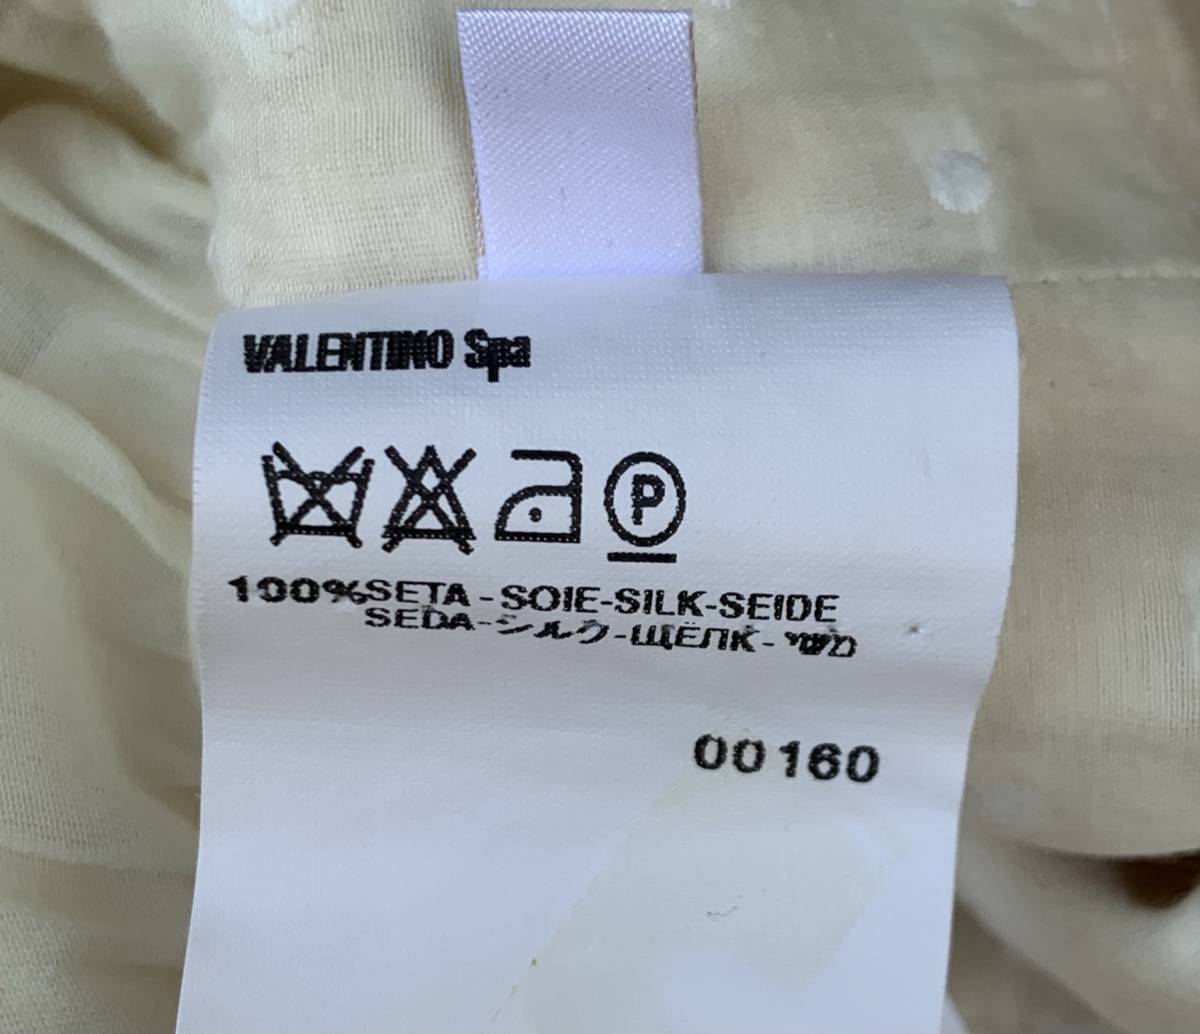 VALENTINO Spa
P
100%SETA-SOIE-SILK-SEIDE
SEDA-シルク-ЩЁЛК-משי
00160